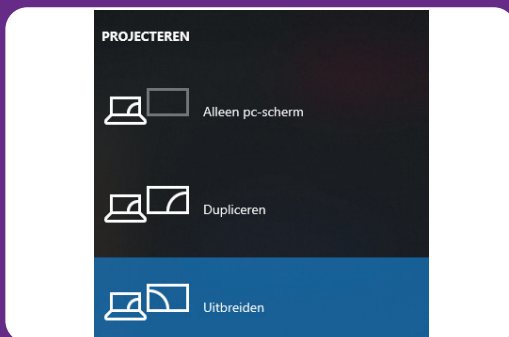 PROJECTEREN
Alleen pc-scherm
Dupliceren
Uitbreiden